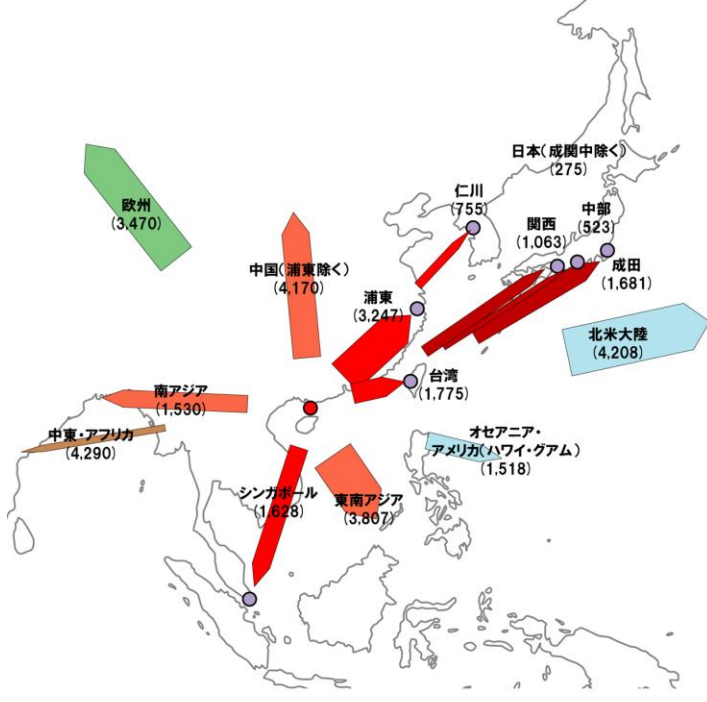 日本(成関中除く)
(275)
仁川
(755)
中部
(523)
関西
(1,063)
成田
(1,681)
欧州
(3,470)
中国(浦東除く)
(4,170)
浦東
(3,247)
北米大陸
(4,208)
台湾
(1,775)
南アジア
(1,530)
中東・アフリカ
(4,290)
オセアニア・
アメリカ(ハワイ・グアム)
(1,518)
シンガポール
(1,628)
東南アジア
(3,807)